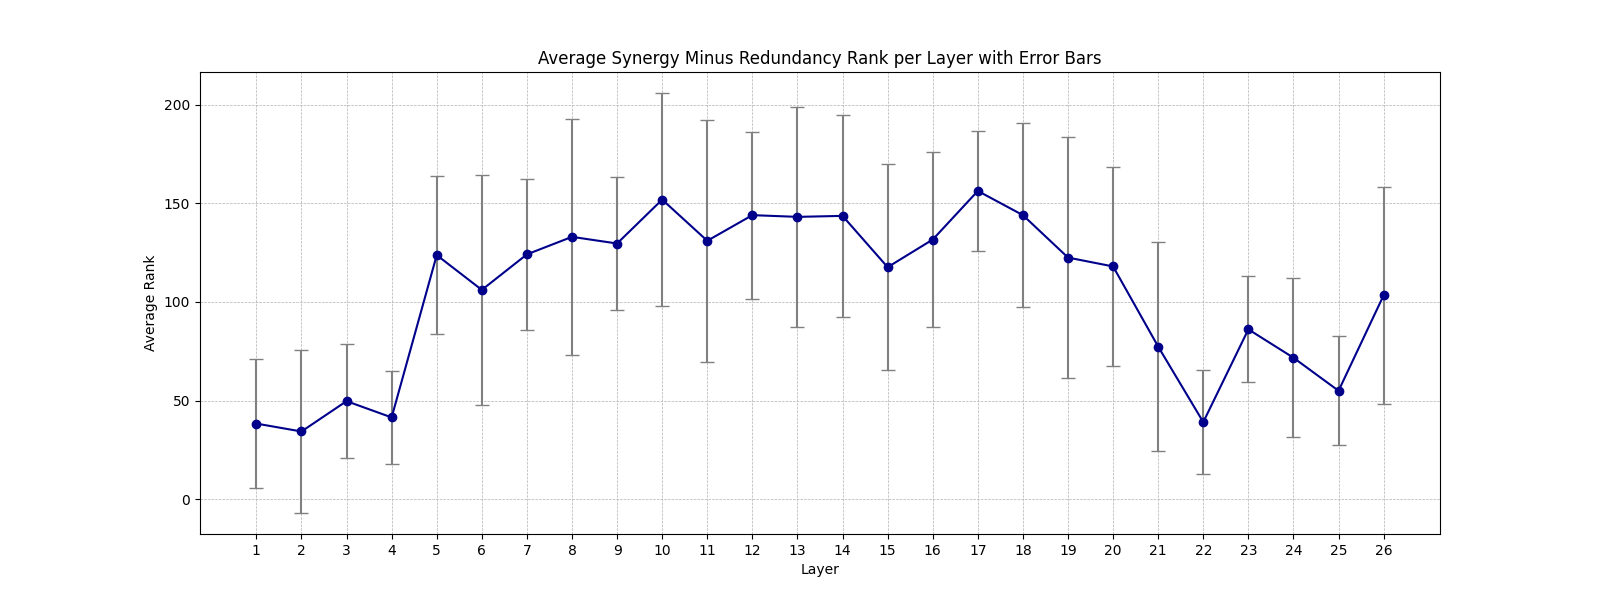 Average Synergy Minus Redundancy Rank per Layer with Error Bars
200
150
100
50
0
Average Rank
1 2 3 4 5 6 7 8 9 10 11 12 13 14 15 16 17 18 19 20 21 22 23 24 25 26
Layer